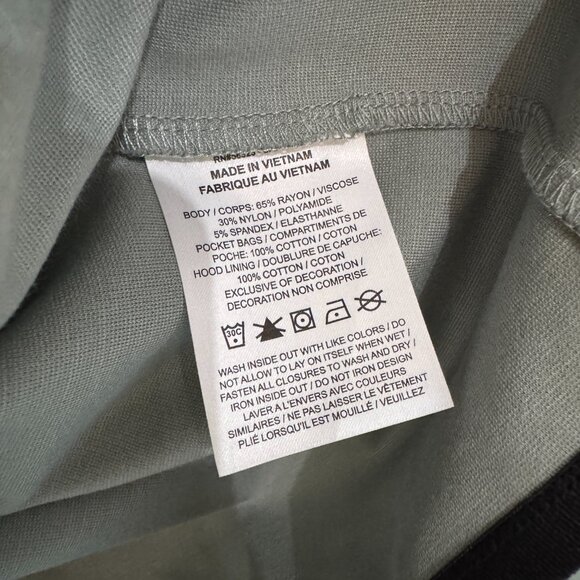 MADE IN VIETNAM
FABRIQUE AU VIETNAM
BODY / CORPS: 65% RAYON / VISCOSE
30% NYLON / POLYAMIDE
5% SPANDEX / ELASTHANNE
POCKET BAGS / COMPARTIMENTS DE
POCHE: 100% COTTON / COTON
HOOD LINING / DOUBLURE DE CAPUCHE:
100% COTTON / COTON
EXCLUSIVE OF DECORATION /
DECORATION NON COMPRISE
30C
WASH INSIDE OUT WITH LIKE COLORS / DO
NOT ALLOW TO LAY ON ITSELF WHEN WET /
FASTEN ALL CLOSURES TO WASH AND DRY /
IRON INSIDE OUT / DO NOT IRON DESIGN
LAVER A L'ENVERS AVEC COULEURS
SIMILAIRES / NE PAS LAISSER LE VÊTEMENT
PLIÉ LORSQU'IL EST MOUILLÉ / VEUILLEZ